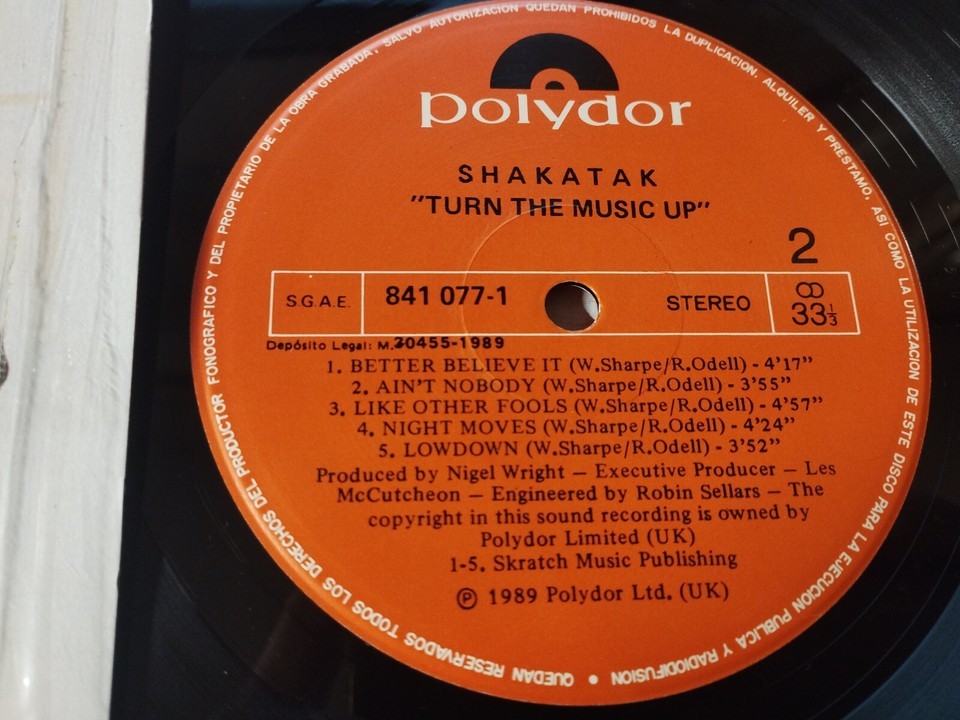 QUEDAN RESERVADOS TODOS LOS DERECHOS DEL PRODUCTOR FONOGRAFICO Y DEL PROPIETARIO DE LA OBRA GRABADA, SALVO AUTORIZACION QUEDAN PROHIBIDOS LA DUPLICACION, ALQUILER Y PRESTAMO, ASI COMO LA UTILIZACION DE ESTE DISCO PARA LA EJECUCION PUBLICA Y RADIODIFUSION •
polydor
SHAKATAK
"TURN THE MUSIC UP"
2
S.G.A.E. 841 077-1 STEREO 33⅓
Depósito Legal: M.30455-1989
1. BETTER BELIEVE IT (W.Sharpe/R.Odell) - 4'17"
2. AIN'T NOBODY (W.Sharpe/R.Odell) - 3'55"
3. LIKE OTHER FOOLS (W.Sharpe/R.Odell) - 4'57"
4. NIGHT MOVES (W.Sharpe/R.Odell) - 4'24"
5. LOWDOWN (W.Sharpe/R.Odell) - 3'52"
Produced by Nigel Wright — Executive Producer — Les
McCutcheon — Engineered by Robin Sellars — The
copyright in this sound recording is owned by
Polydor Limited (UK)
1-5. Skratch Music Publishing
℗ 1989 Polydor Ltd. (UK)